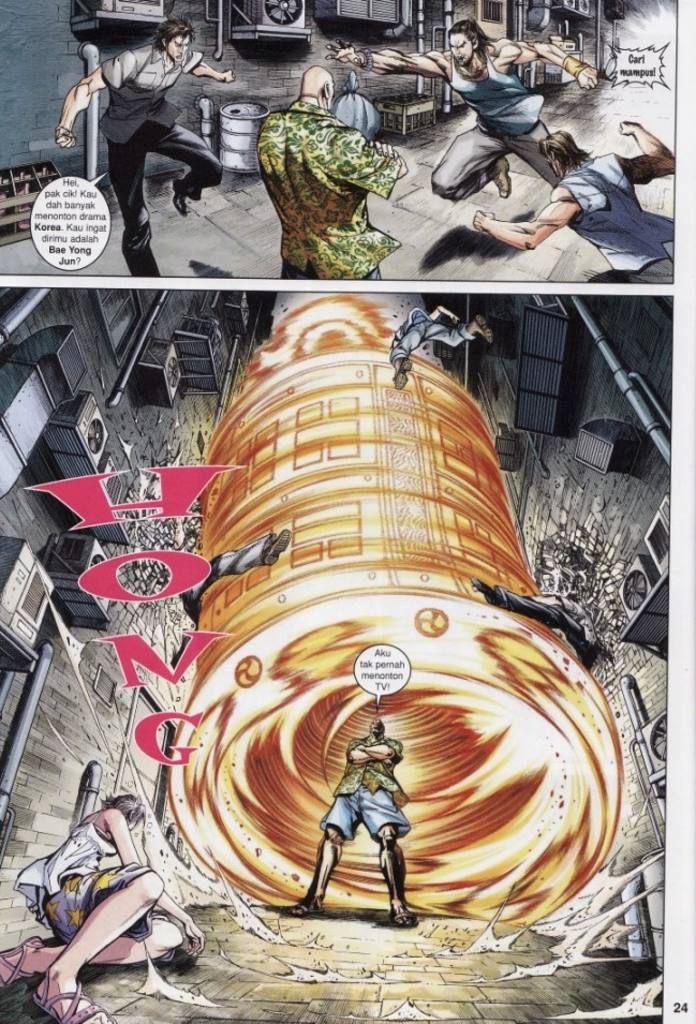 Cari
mampus!
Hei,
pak cik! Kau
dah banyak
menonton drama
Korea. Kau ingat
dirimu adalah
Bae Yong
Jun?
HONG
Aku
tak pernah
menonton
TV!
24